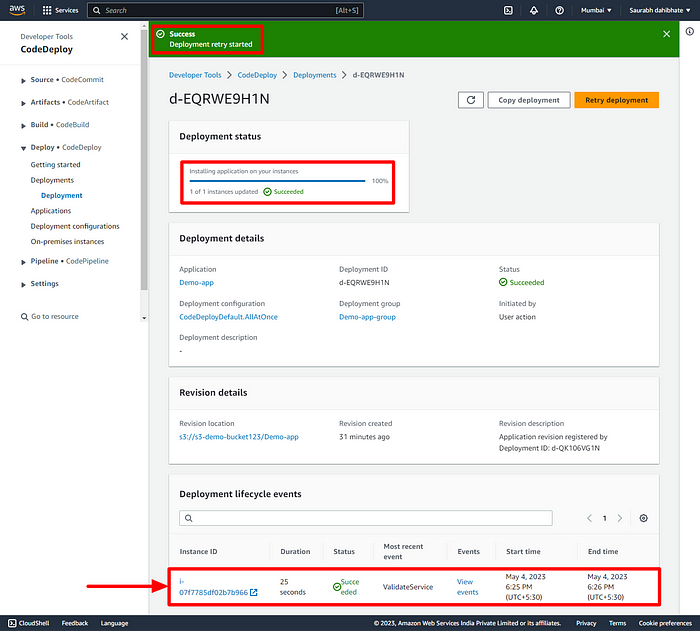 aws
Services
Search
[Alt+S]
Mumbai
Saurabh dahibhate
Developer Tools
CodeDeploy
Source • CodeCommit
Artifacts • CodeArtifact
Build • CodeBuild
Deploy • CodeDeploy
Getting started
Deployments
Deployment
Applications
Deployment configurations
On-premises instances
Pipeline • CodePipeline
Settings
Go to resource
Success
Deployment retry started
Developer Tools > CodeDeploy > Deployments > d-EQRWE9H1N
d-EQRWE9H1N
Copy deployment
Retry deployment
Deployment status
Installing application on your instances
100%
1 of 1 instances updated Succeeded
Deployment details
Application
Demo-app
Deployment ID
d-EQRWE9H1N
Status
Succeeded
Deployment configuration
CodeDeployDefault.AllAtOnce
Deployment group
Demo-app-group
Initiated by
User action
Deployment description
-
Revision details
Revision location
s3://s3-demo-bucket123/Demo-app
Revision created
31 minutes ago
Revision description
Application revision registered by
Deployment ID: d-QK106VG1N
Deployment lifecycle events
1
Instance ID
Duration
Status
Most recent
event
Events
Start time
End time
i-
07f7785df02b7b966
25
seconds
Succe
eded
ValidateService
View
events
May 4, 2023
6:25 PM
(UTC+5:30)
May 4, 2023
6:26 PM
(UTC+5:30)
CloudShell
Feedback
Language
© 2023, Amazon Web Services India Private Limited or its affiliates.
Privacy
Terms
Cookie preferences